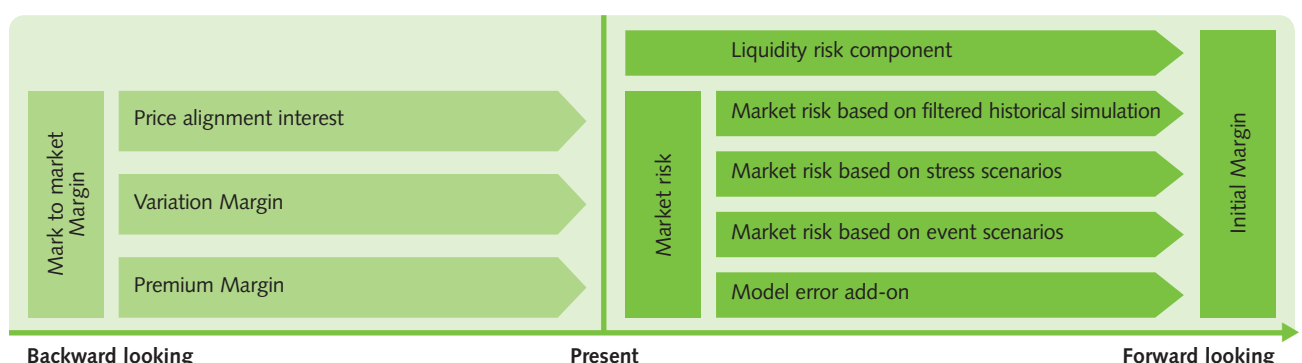 Mark to market
Margin
Price alignment interest
Variation Margin
Premium Margin
Liquidity risk component
Market risk
Market risk based on filtered historical simulation
Market risk based on stress scenarios
Market risk based on event scenarios
Model error add-on
Initial Margin
Backward looking
Present
Forward looking